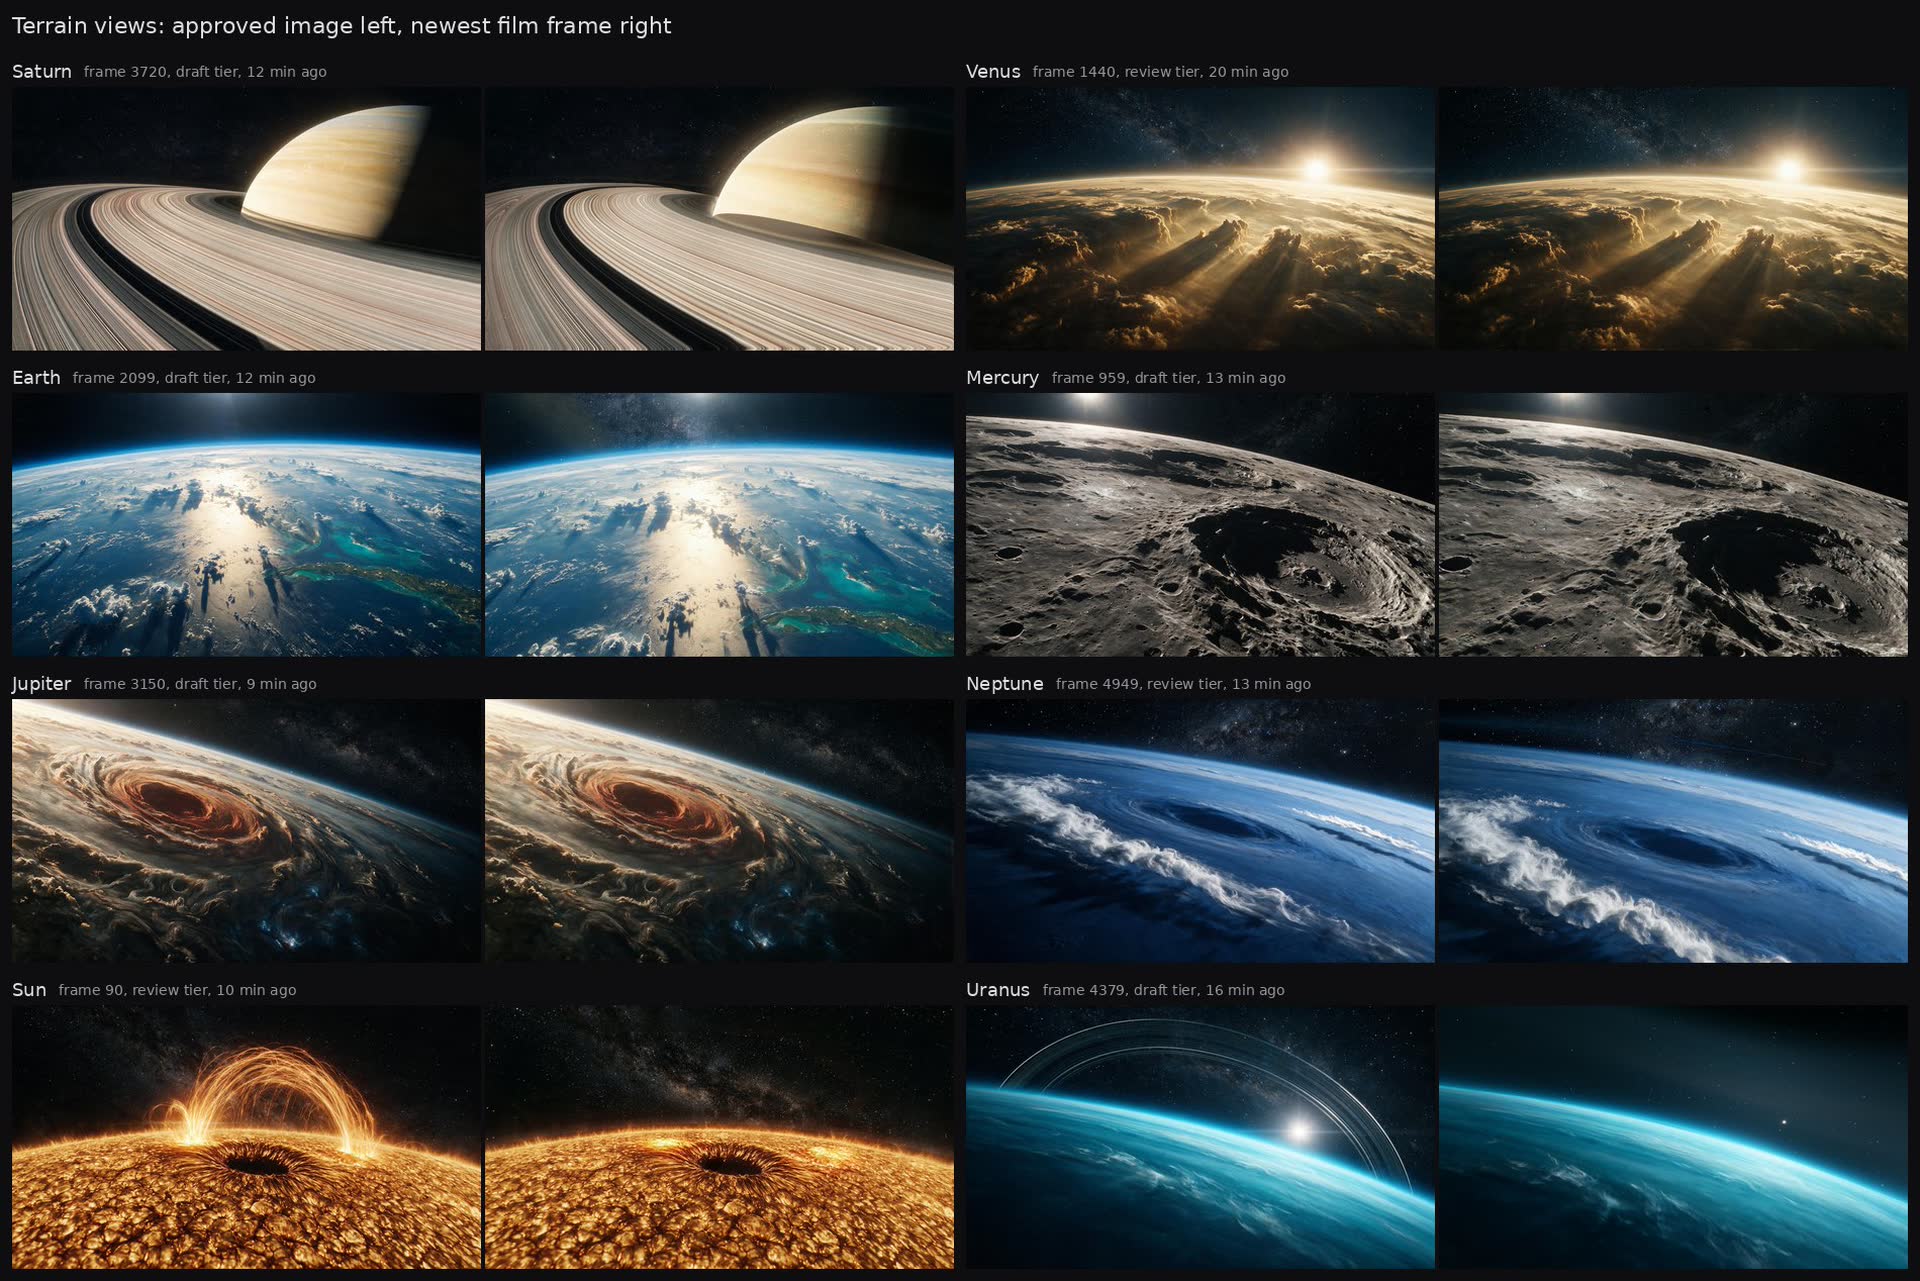 Terrain views: approved image left, newest film frame right
Saturn frame 3720, draft tier, 12 min ago
Venus frame 1440, review tier, 20 min ago
Earth frame 2099, draft tier, 12 min ago
Mercury frame 959, draft tier, 13 min ago
Jupiter frame 3150, draft tier, 9 min ago
Neptune frame 4949, review tier, 13 min ago
Sun frame 90, review tier, 10 min ago
Uranus frame 4379, draft tier, 16 min ago